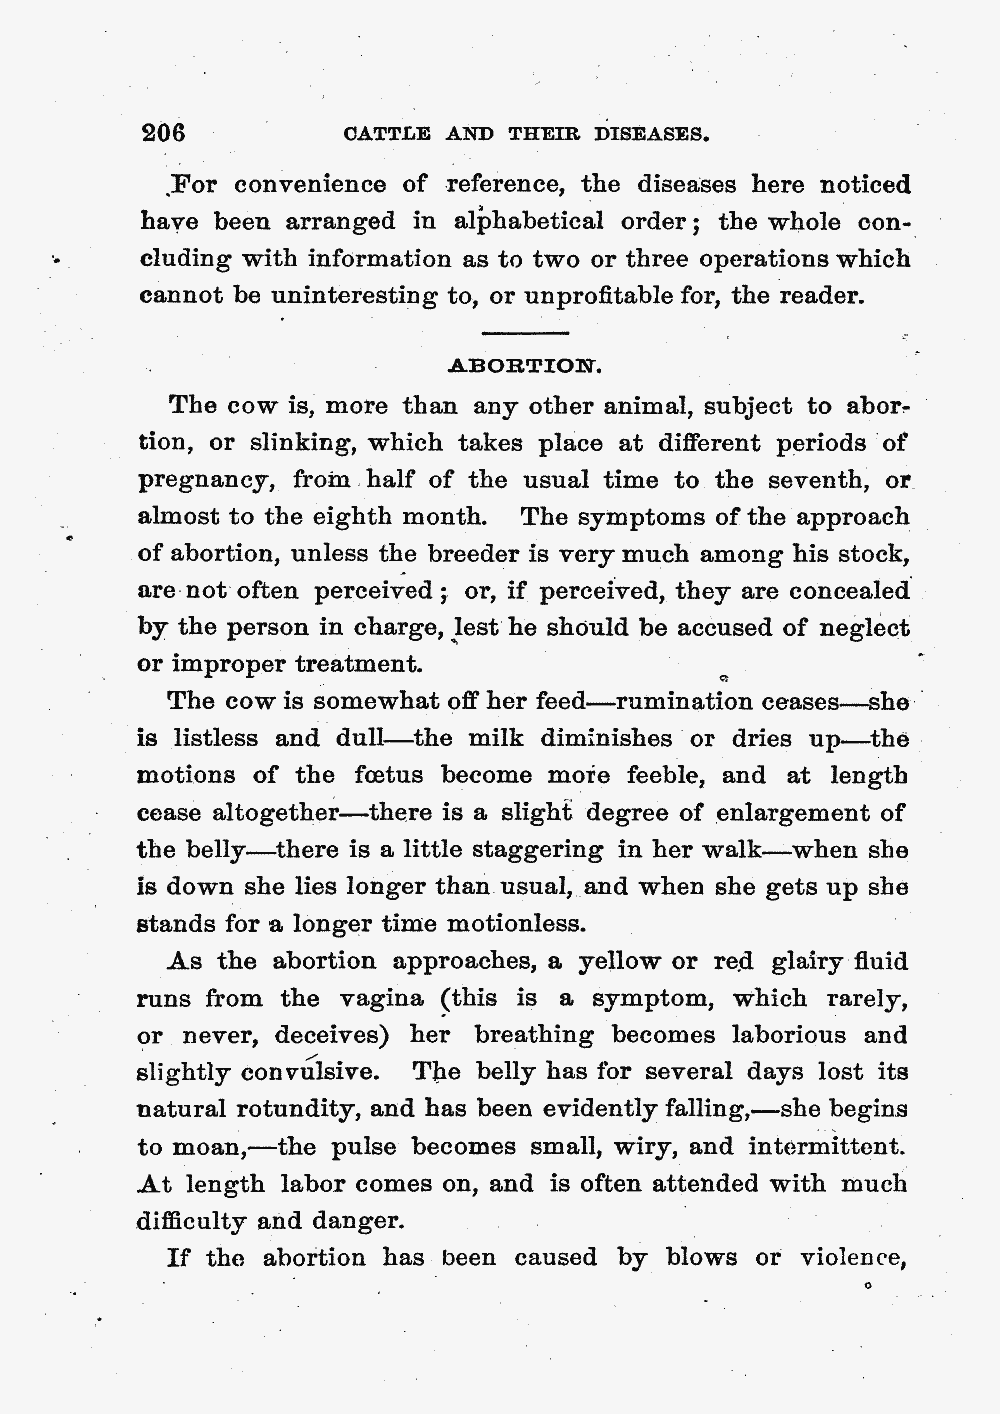 206 CATTLE AND THEIR DISEASES.
For convenience of reference, the diseases here noticed
have been arranged in alphabetical order; the whole con-
cluding with information as to two or three operations which
cannot be uninteresting to, or unprofitable for, the reader.
ABORTION.
The cow is, more than any other animal, subject to abor-
tion, or slinking, which takes place at different periods of
pregnancy, from half of the usual time to the seventh, or
almost to the eighth month. The symptoms of the approach
of abortion, unless the breeder is very much among his stock,
are not often perceived; or, if perceived, they are concealed
by the person in charge, lest he should be accused of neglect
or improper treatment.
The cow is somewhat off her feed—rumination ceases—she
is listless and dull—the milk diminishes or dries up—the
motions of the fœtus become more feeble, and at length
cease altogether—there is a slight degree of enlargement of
the belly—there is a little staggering in her walk—when she
is down she lies longer than usual, and when she gets up she
stands for a longer time motionless.
As the abortion approaches, a yellow or red glairy fluid
runs from the vagina (this is a symptom, which rarely,
or never, deceives) her breathing becomes laborious and
slightly convulsive. The belly has for several days lost its
natural rotundity, and has been evidently falling,—she begins
to moan,—the pulse becomes small, wiry, and intermittent.
At length labor comes on, and is often attended with much
difficulty and danger.
If the abortion has been caused by blows or violence,